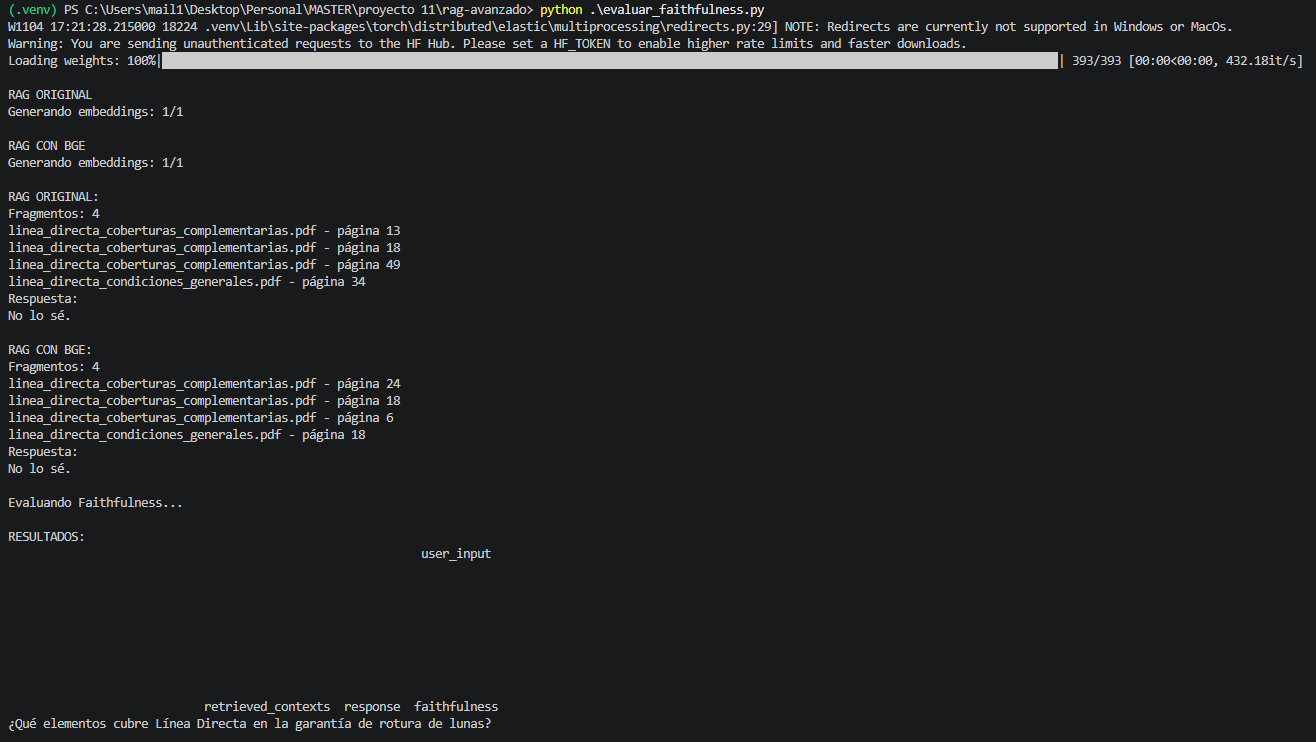 (.venv) PS C:\Users\mail1\Desktop\Personal\MASTER\proyecto 11\rag-avanzado> python .\evaluar_faithfulness.py
W1104 17:21:28.215000 18224 .venv\Lib\site-packages\torch\distributed\elastic\multiprocessing\redirects.py:29] NOTE: Redirects are currently not supported in Windows or MacOs.
Warning: You are sending unauthenticated requests to the HF Hub. Please set a HF_TOKEN to enable higher rate limits and faster downloads.
Loading weights: 100%| | 393/393 [00:00<00:00, 432.18it/s]
RAG ORIGINAL
Generando embeddings: 1/1
RAG CON BGE
Generando embeddings: 1/1
RAG ORIGINAL:
Fragmentos: 4
linea_directa_coberturas_complementarias.pdf - página 13
linea_directa_coberturas_complementarias.pdf - página 18
linea_directa_coberturas_complementarias.pdf - página 49
linea_directa_condiciones_generales.pdf - página 34
Respuesta:
No lo sé.
RAG CON BGE:
Fragmentos: 4
linea_directa_coberturas_complementarias.pdf - página 24
linea_directa_coberturas_complementarias.pdf - página 18
linea_directa_coberturas_complementarias.pdf - página 6
linea_directa_condiciones_generales.pdf - página 18
Respuesta:
No lo sé.
Evaluando Faithfulness...
RESULTADOS:
user_input
retrieved_contexts response faithfulness
¿Qué elementos cubre Línea Directa en la garantía de rotura de lunas?